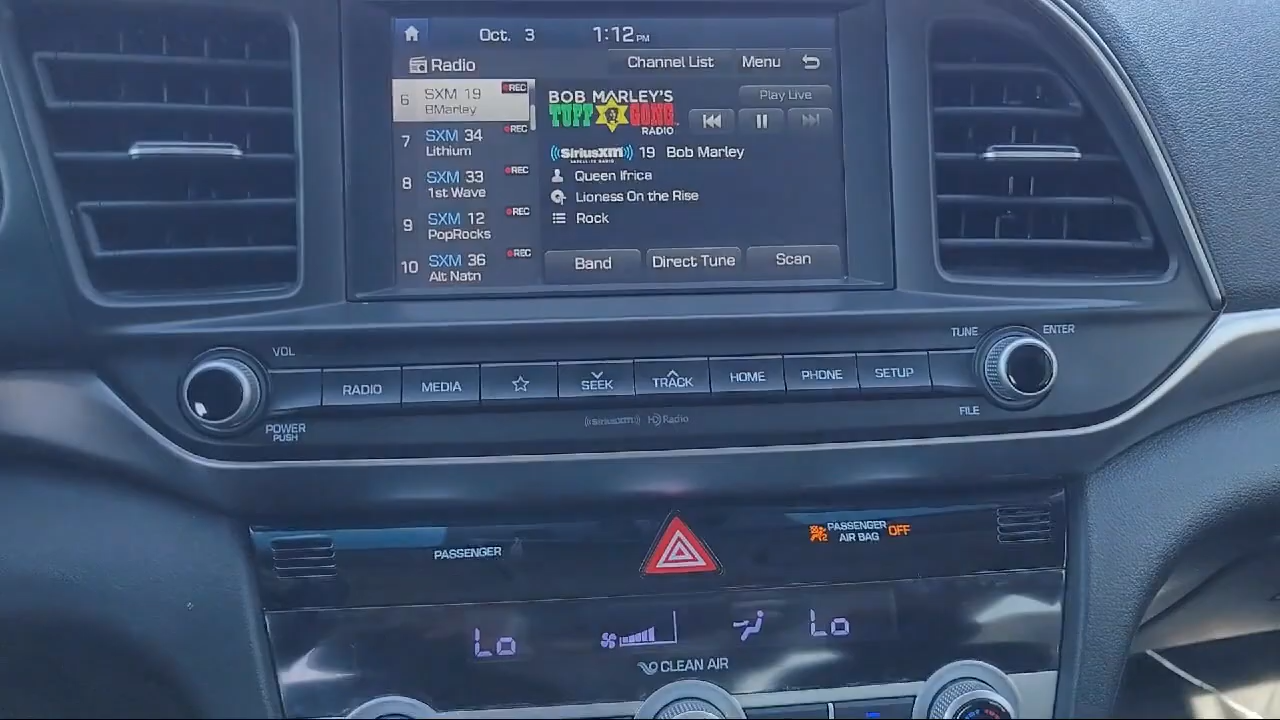 Oct. 3 1:12 PM
Radio Channel List Menu
6 SXM 19 REC
BMarley
7 SXM 34 REC
Lithium
8 SXM 33 REC
1st Wave
9 SXM 12 REC
PopRocks
10 SXM 36 REC
Alt Natn
BOB MARLEY'S
TUFF GONG
RADIO
Play Live
((SiriusXM)) 19 Bob Marley
SATELLITE RADIO
Queen Ifrica
Lioness On the Rise
Rock
Band Direct Tune Scan
VOL
POWER
PUSH
RADIO MEDIA SEEK TRACK HOME PHONE SETUP
TUNE ENTER
FILE
((SiriusXM)) HD Radio
PASSENGER
PASSENGER
AIR BAG OFF
2
Lo Lo
CLEAN AIR